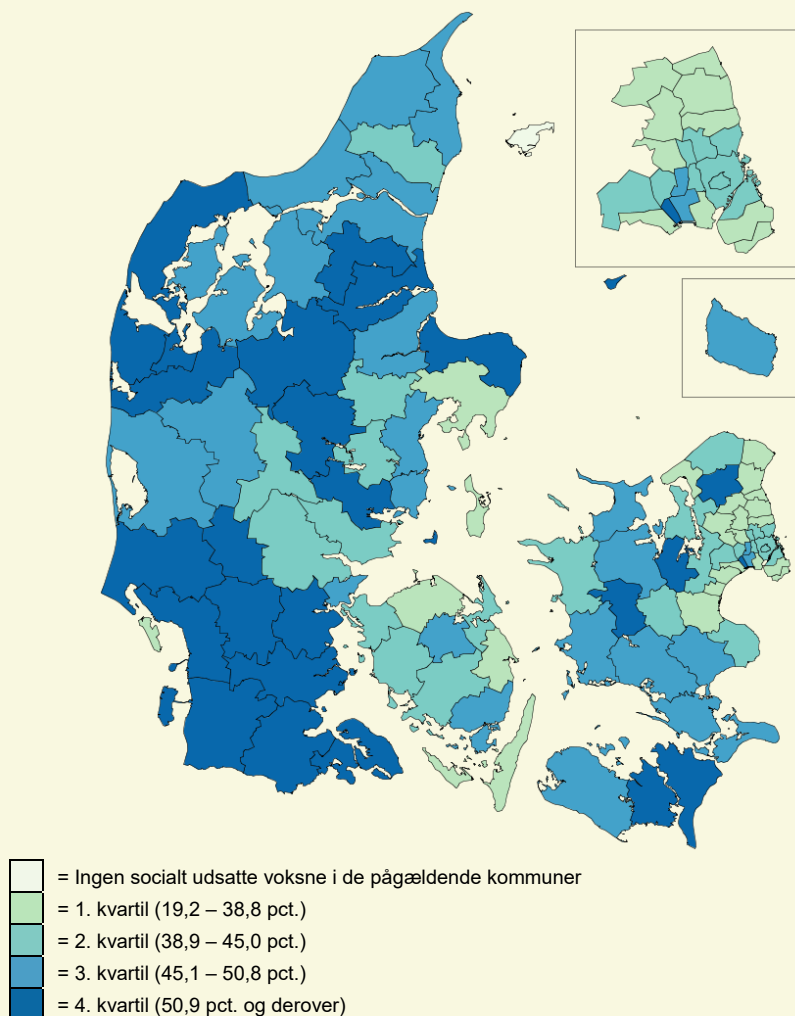 = Ingen socialt udsatte voksne i de pågældende kommuner
= 1. kvartil (19,2 – 38,8 pct.)
= 2. kvartil (38,9 – 45,0 pct.)
= 3. kvartil (45,1 – 50,8 pct.)
= 4. kvartil (50,9 pct. og derover)